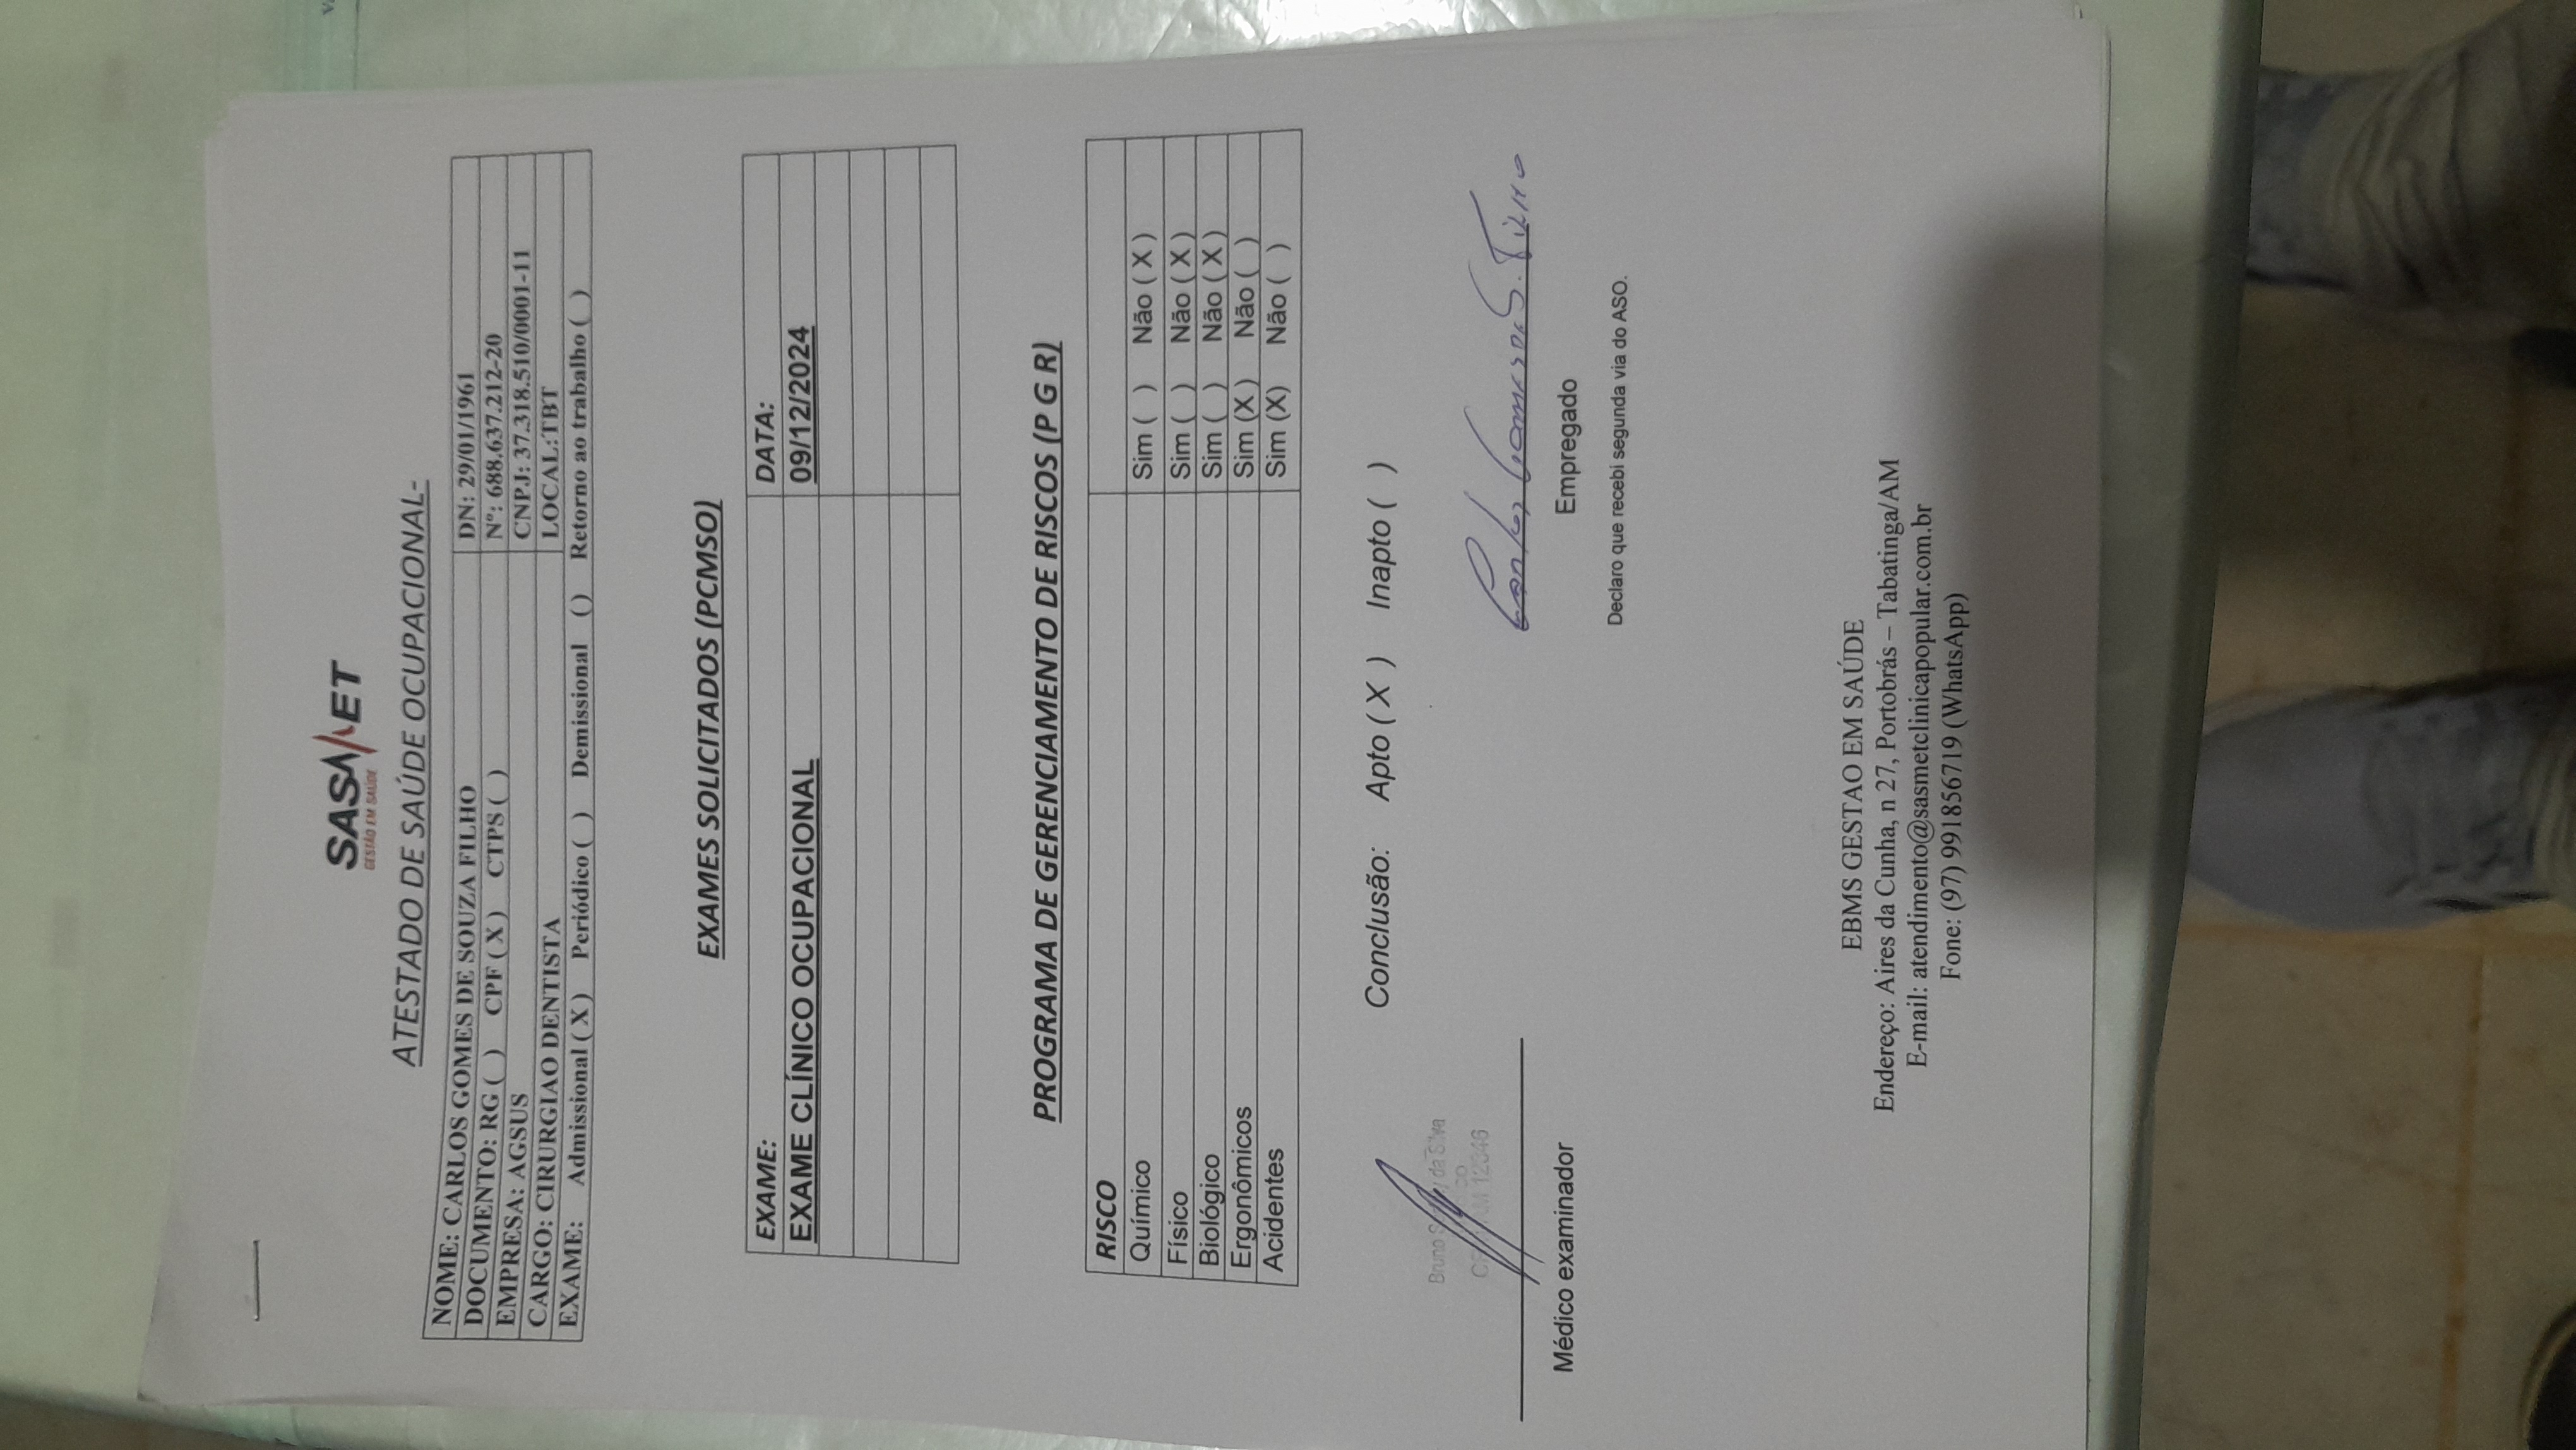 SASMET
GESTÃO EM SAÚDE
ATESTADO DE SAÚDE OCUPACIONAL-
NOME: CARLOS GOMES DE SOUZA FILHO DN: 29/01/1961
DOCUMENTO: RG ( ) CPF ( X ) CTPS ( ) Nº: 688.637.212-20
EMPRESA: AGSUS CNPJ: 37.318.510/0001-11
CARGO: CIRURGIAO DENTISTA LOCAL:TBT
EXAME: Admissional ( X ) Periódico ( ) Demissional () Retorno ao trabalho ( )
EXAMES SOLICITADOS (PCMSO)
EXAME: DATA:
EXAME CLÍNICO OCUPACIONAL 09/12/2024
PROGRAMA DE GERENCIAMENTO DE RISCOS (P G R)
RISCO
Químico Sim ( ) Não ( X )
Físico Sim ( ) Não ( X )
Biológico Sim ( ) Não ( X )
Ergonômicos Sim (X ) Não ( )
Acidentes Sim (X) Não ( )
Conclusão: Apto ( X ) Inapto ( )
Bruno da Silva
AM 12346
Carlos Gomes de S. Filho
Médico examinador Empregado
Declaro que recebi segunda via do ASO.
EBMS GESTAO EM SAÚDE
Endereço: Aires da Cunha, n 27, Portobrás – Tabatinga/AM
E-mail: atendimento@sasmetclinicapopular.com.br
Fone: (97) 991856719 (WhatsApp)